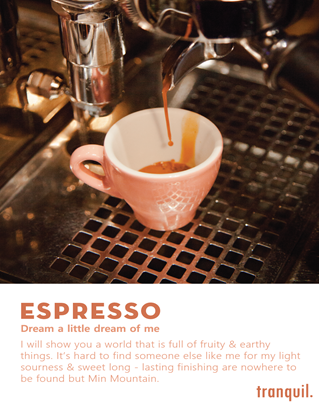 ESPRESSO
Dream a little dream of me
I will show you a world that is full of fruity & earthy
things. It's hard to find someone else like me for my light
sourness & sweet long - lasting finishing are nowhere to
be found but Min Mountain.
tranquil.